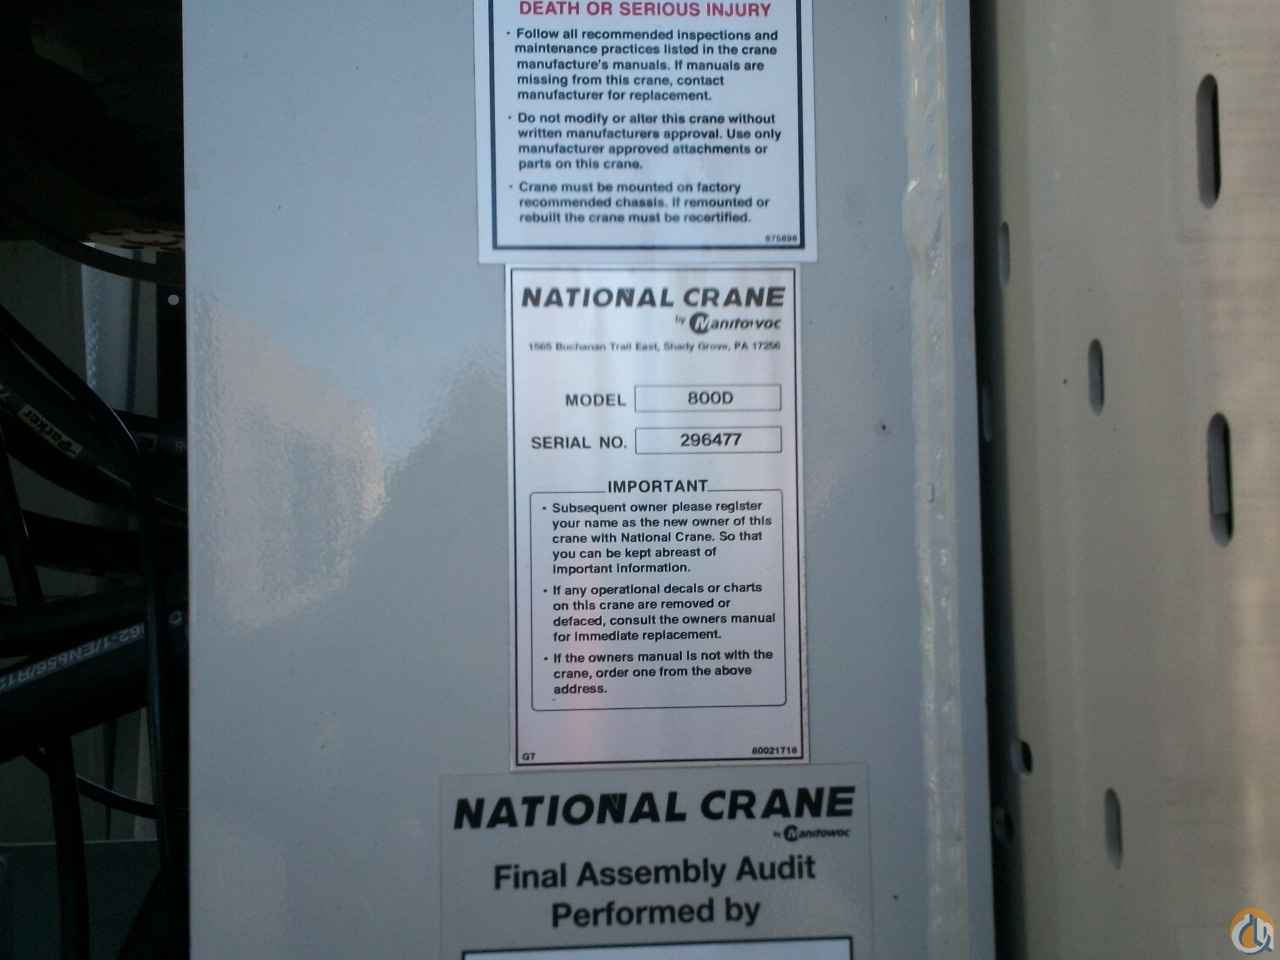 DEATH OR SERIOUS INJURY
· Follow all recommended inspections and
maintenance practices listed in the crane
manufacture's manuals. If manuals are
missing from this crane, contact
manufacturer for replacement.
· Do not modify or alter this crane without
written manufacturers approval. Use only
manufacturer approved attachments or
parts on this crane.
· Crane must be mounted on factory
recommended chassis. If remounted or
rebuilt the crane must be recertified.
NATIONAL CRANE
by Manitowoc
1565 Buchanan Trail East, Shady Grove, PA 17256
MODEL 800D
SERIAL NO. 296477
IMPORTANT
· Subsequent owner please register
your name as the new owner of this
crane with National Crane. So that
you can be kept abreast of
important information.
· If any operational decals or charts
on this crane are removed or
defaced, consult the owners manual
for immediate replacement.
· If the owners manual is not with the
crane, order one from the above
address.
G7 80021718
NATIONAL CRANE
by Manitowoc
Final Assembly Audit
Performed by
Parker